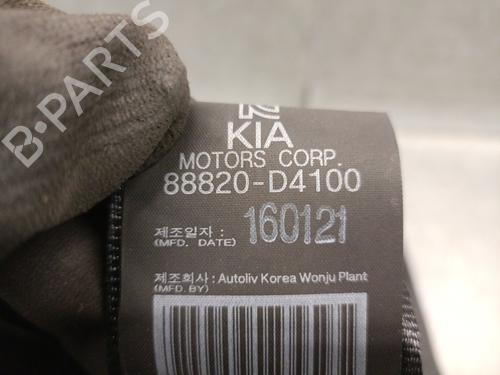 KIA
MOTORS CORP.
88820-D4100
제조일자 :
(MFD. DATE)
160121
제조회사 : Autoliv Korea Wonju Plant
(MFD.BY)
B-PARTS